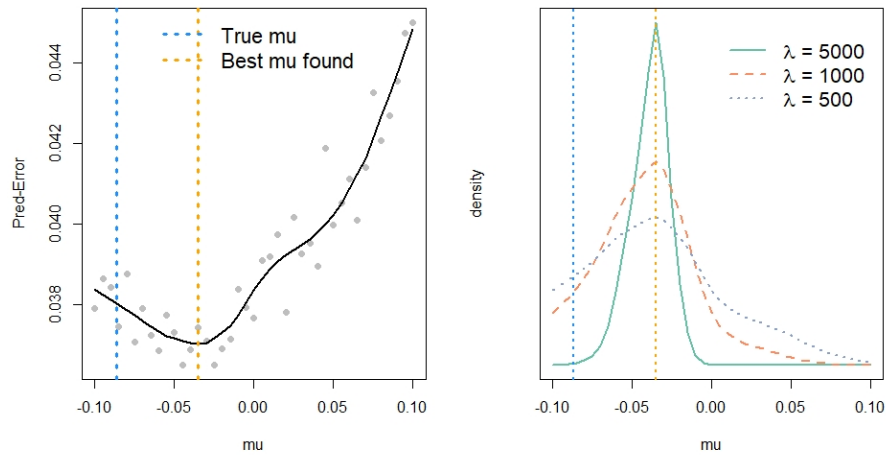 True mu
Best mu found
Pred-Error
0.038
0.040
0.042
0.044
-0.10
-0.05
0.00
0.05
0.10
mu
λ = 5000
λ = 1000
λ = 500
density
-0.10
-0.05
0.00
0.05
0.10
mu